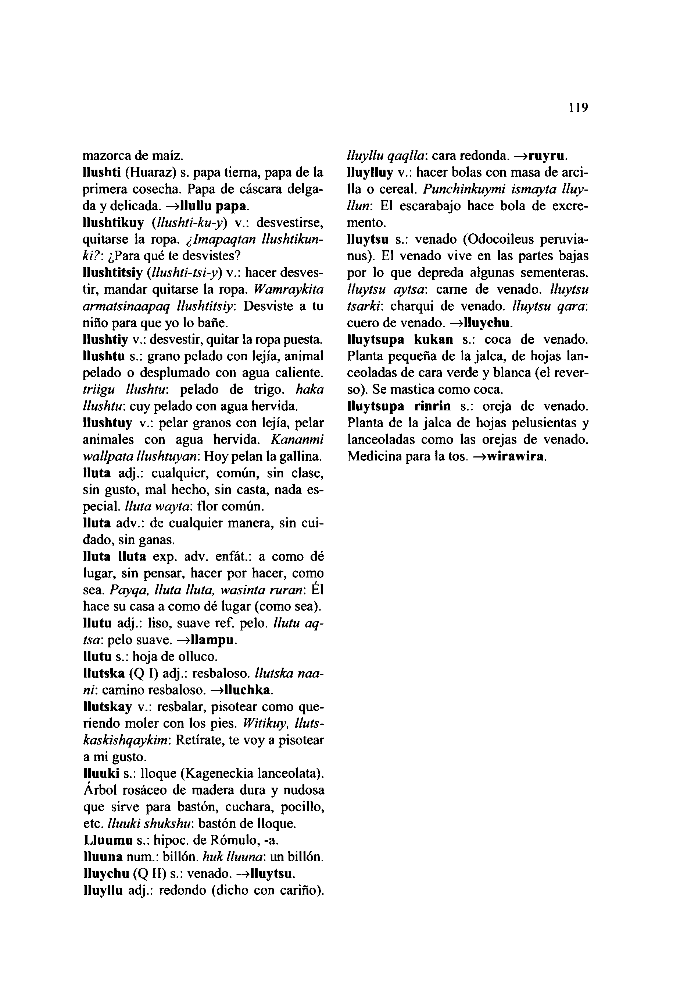 119
mazorca de maíz.
llushti (Huaraz) s. papa tierna, papa de la
primera cosecha. Papa de cáscara delga-
da y delicada. →llullu papa.
llushtikuy (llushti-ku-y) v.: desvestirse,
quitarse la ropa. ¿Imapaqtan llushtikun-
ki?: ¿Para qué te desvistes?
llushtitsiy (llushti-tsi-y) v.: hacer desves-
tir, mandar quitarse la ropa. Wamraykita
armatsinaapaq llushtitsiy: Desviste a tu
niño para que yo lo bañe.
llushtiy v.: desvestir, quitar la ropa puesta.
llushtu s.: grano pelado con lejía, animal
pelado o desplumado con agua caliente.
triigu llushtu: pelado de trigo. haka
llushtu: cuy pelado con agua hervida.
llushtuy v.: pelar granos con lejía, pelar
animales con agua hervida. Kananmi
wallpata llushtuyan: Hoy pelan la gallina.
lluta adj.: cualquier, común, sin clase,
sin gusto, mal hecho, sin casta, nada es-
pecial. lluta wayta: flor común.
lluta adv.: de cualquier manera, sin cui-
dado, sin ganas.
lluta lluta exp. adv. enfát.: a como dé
lugar, sin pensar, hacer por hacer, como
sea. Payqa, lluta lluta, wasinta ruran: Él
hace su casa a como dé lugar (como sea).
llutu adj.: liso, suave ref. pelo. llutu aq-
tsa: pelo suave. →llampu.
llutu s.: hoja de olluco.
llutska (Q I) adj.: resbaloso. llutska naa-
ni: camino resbaloso. →lluchka.
llutskay v.: resbalar, pisotear como que-
riendo moler con los pies. Witikuy, lluts-
kaskishqaykim: Retírate, te voy a pisotear
a mi gusto.
lluuki s.: lloque (Kageneckia lanceolata).
Árbol rosáceo de madera dura y nudosa
que sirve para bastón, cuchara, pocillo,
etc. lluuki shukshu: bastón de lloque.
Lluumu s.: hipoc. de Rómulo, -a.
lluuna num.: billón. huk lluuna: un billón.
lluychu (Q II) s.: venado. →lluytsu.
lluyllu adj.: redondo (dicho con cariño).
lluyllu qaqlla: cara redonda. →ruyru.
lluylluy v.: hacer bolas con masa de arci-
lla o cereal. Punchinkuymi ismayta lluy-
llun: El escarabajo hace bola de excre-
mento.
lluytsu s.: venado (Odocoileus peruvia-
nus). El venado vive en las partes bajas
por lo que depreda algunas sementeras.
lluytsu aytsa: carne de venado. lluytsu
tsarki: charqui de venado. lluytsu qara:
cuero de venado. →lluychu.
lluytsupa kukan s.: coca de venado.
Planta pequeña de la jalca, de hojas lan-
ceoladas de cara verde y blanca (el rever-
so). Se mastica como coca.
lluytsupa rinrin s.: oreja de venado.
Planta de la jalca de hojas pelusientas y
lanceoladas como las orejas de venado.
Medicina para la tos. →wirawira.